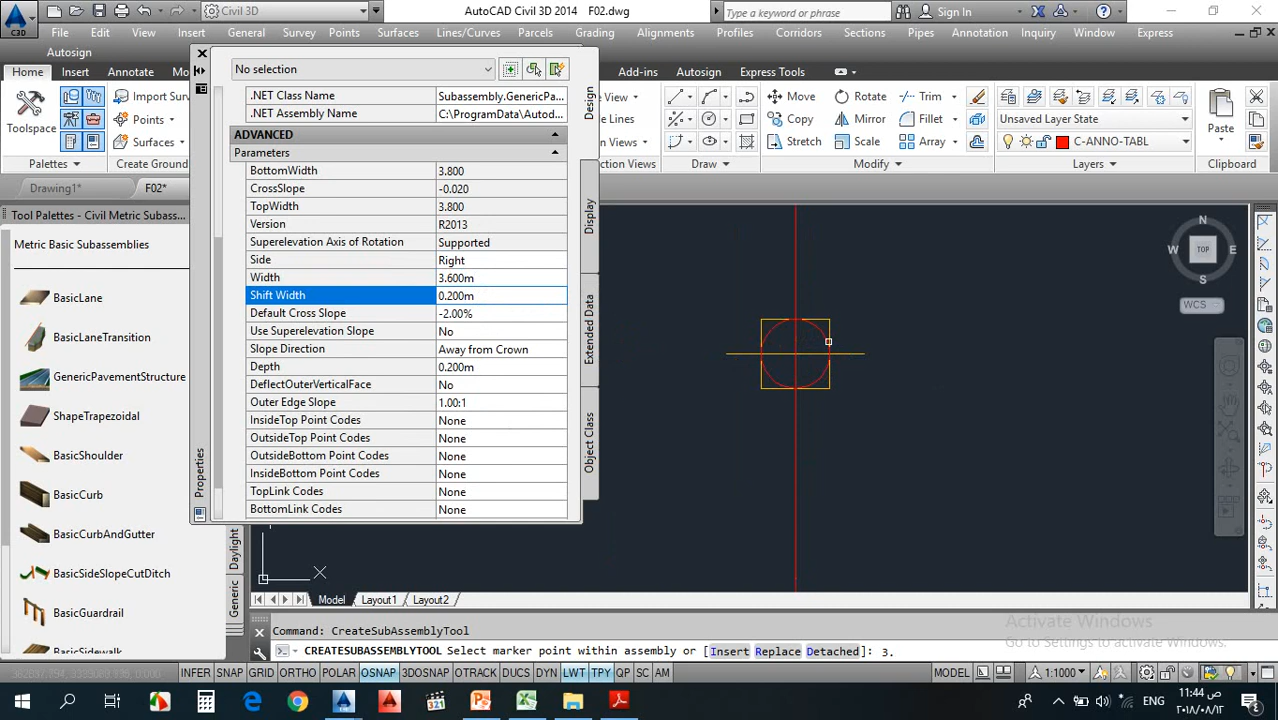 C3D
Civil 3D
AutoCAD Civil 3D 2014
F02.dwg
Type a keyword or phrase
Sign In
File
Edit
View
Insert
General
Survey
Points
Surfaces
Lines/Curves
Parcels
Grading
Alignments
Profiles
Corridors
Sections
Pipes
Annotation
Inquiry
Window
Express
Autosign
Home
Insert
Annotate
Mo
Add-ins
Express Tools
Toolspace
Import Surv
Points
Surfaces
Palettes
Create Ground
No selection
.NET Class Name
Subassembly.GenericPa...
.NET Assembly Name
C:\ProgramData\Autod...
ADVANCED
Parameters
BottomWidth
3.800
CrossSlope
-0.020
TopWidth
3.800
Version
R2013
Superelevation Axis of Rotation
Supported
Side
Right
Width
3.600m
Shift Width
0.200m
Default Cross Slope
-2.00%
Use Superelevation Slope
No
Slope Direction
Away from Crown
Depth
0.200m
DeflectOuterVerticalFace
No
Outer Edge Slope
1.00:1
InsideTop Point Codes
None
OutsideTop Point Codes
None
OutsideBottom Point Codes
None
InsideBottom Point Codes
None
TopLink Codes
None
BottomLink Codes
None
Design
Display
Extended Data
Object Class
Properties
es
Lines
ction Views
Draw
Move
Rotate
Trim
Copy
Mirror
Fillet
Stretch
Scale
Array
Modify
Unsaved Layer State
C-ANNO-TABL
Layers
Paste
Drawing1*
F02*
Tool Palettes - Civil Metric Subass...
Metric Basic Subassemblies
BasicLane
BasicLaneTransition
GenericPavementStructure
ShapeTrapezoidal
BasicShoulder
BasicCurb
BasicCurbAndGutter
BasicSideSlopeCutDitch
BasicGuardrail
BasicSidewalk
Daylight
Generic
N
W
TOP
E
S
WCS
X
Model
Layout1
Layout2
Activate Windows
Go to Settings to activate Windows.
Command: CreateSubAssemblyTool
CREATESUBASSEMBLYTOOL Select marker point within assembly or [Insert Replace Detached]: 3.
INFER
SNAP
GRID
ORTHO
POLAR
OSNAP
3DOSNAP
OTRACK
DUCS
DYN
LWT
TPY
QP
SC
AM
MODEL
1:1000
321
ENG
11:44 ص
٢٠١٨/٠٨/١٢